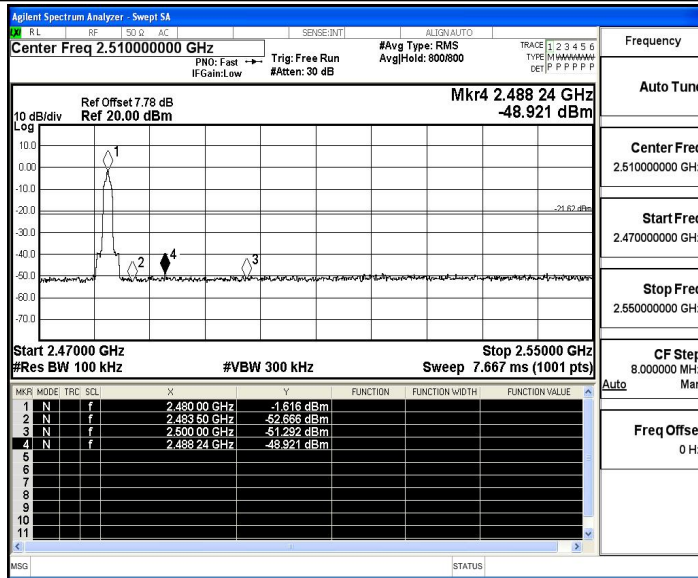 Agilent Spectrum Analyzer - Swept SA
RL RF 50 Ω AC SENSE:INT ALIGNAUTO
Center Freq 2.510000000 GHz
PNO: Fast
IFGain:Low
Trig: Free Run
#Atten: 30 dB
#Avg Type: RMS
Avg|Hold: 800/800
TRACE 1 2 3 4 5 6
TYPE M
DET P P P P P P
Ref Offset 7.78 dB
10 dB/div Ref 20.00 dBm
Log
Mkr4 2.488 24 GHz
-48.921 dBm
10.0
0.00
-10.0
-20.0
-30.0
-40.0
-50.0
-60.0
-70.0
1
2
4
3
-21.62 dBm
Start 2.47000 GHz Stop 2.55000 GHz
#Res BW 100 kHz #VBW 300 kHz Sweep 7.667 ms (1001 pts)
MKR MODE TRC SCL X Y FUNCTION FUNCTION WIDTH FUNCTION VALUE
1 N f 2.480 00 GHz -1.616 dBm
2 N f 2.483 50 GHz -52.666 dBm
3 N f 2.500 00 GHz -51.292 dBm
4 N f 2.488 24 GHz -48.921 dBm
5
6
7
8
9
10
11
MSG STATUS
Frequency
Auto Tune
Center Freq
2.510000000 GHz
Start Freq
2.470000000 GHz
Stop Freq
2.550000000 GHz
CF Step
8.000000 MHz
Auto Man
Freq Offset
0 Hz